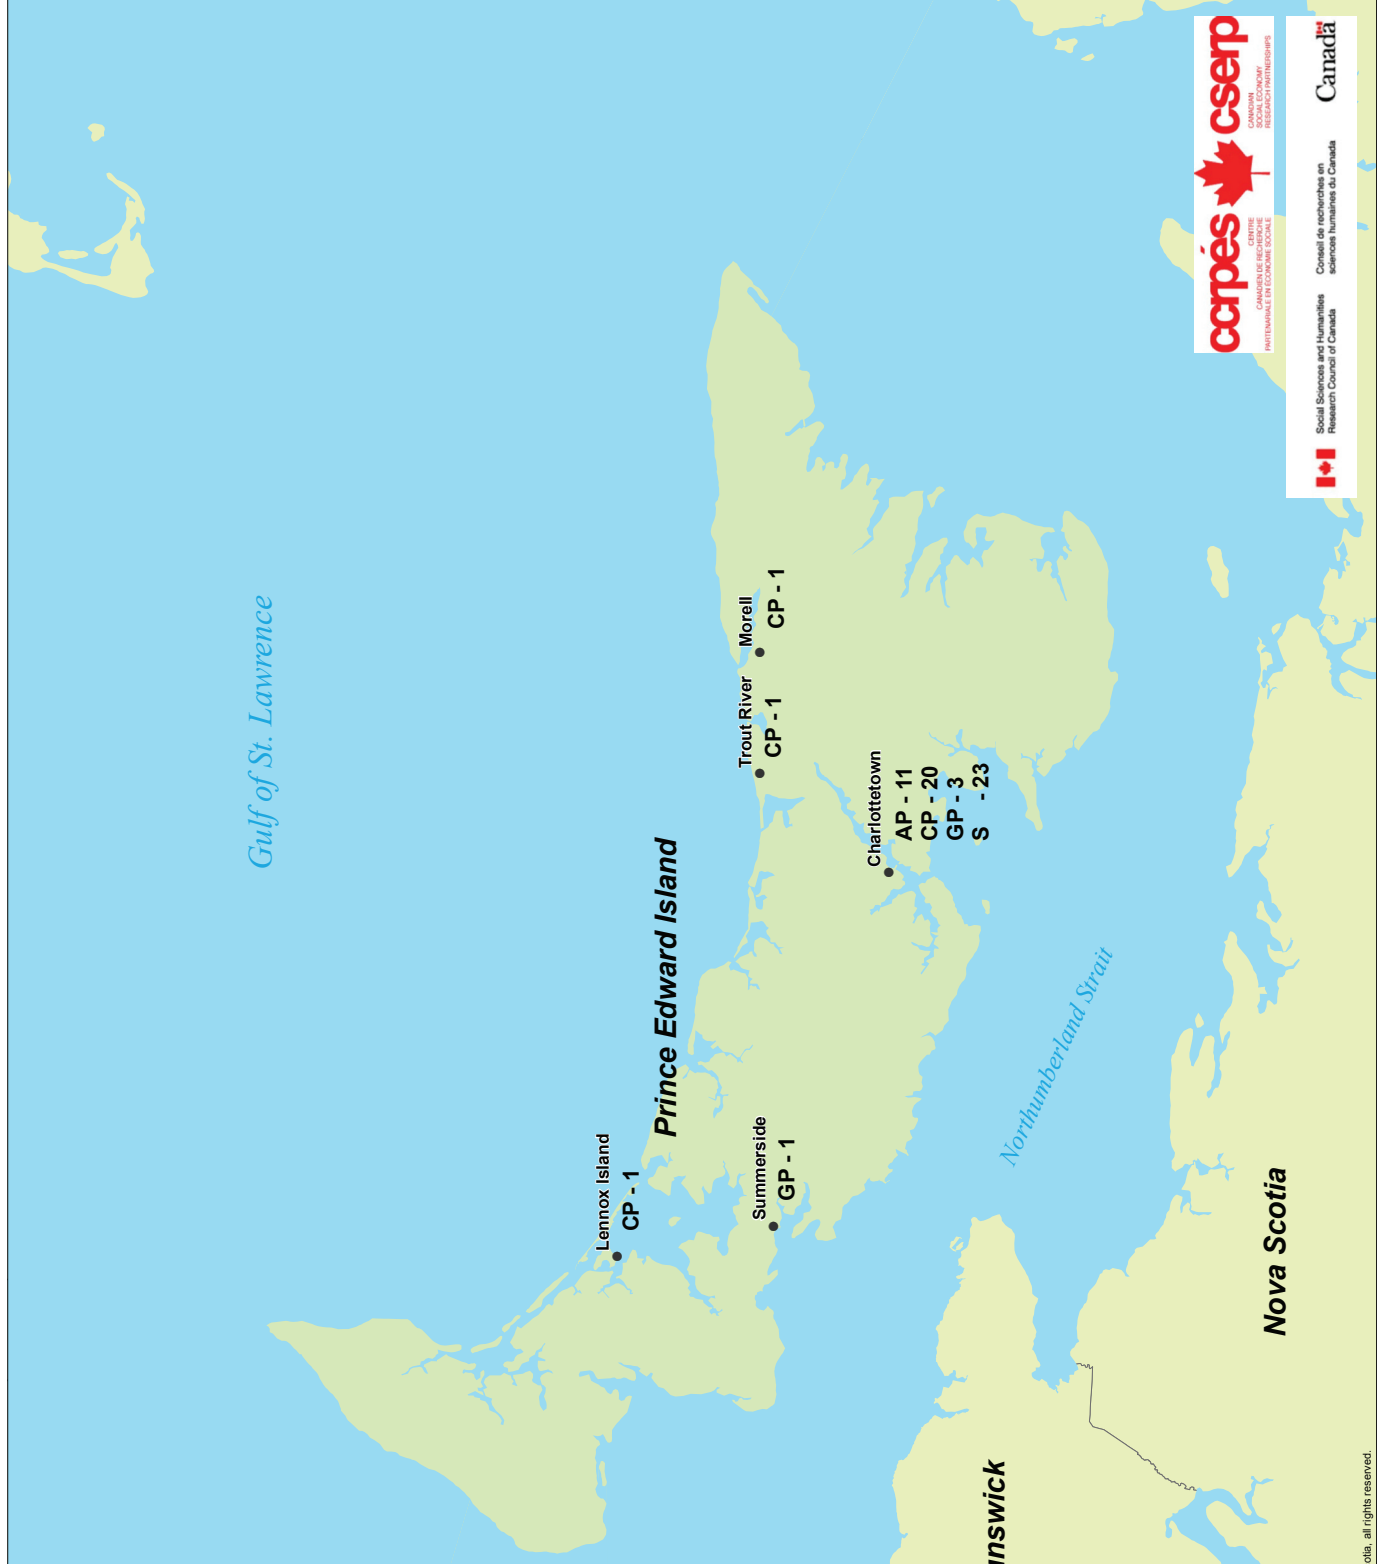 Gulf of St. Lawrence
Prince Edward Island
Lennox Island
CP - 1
Summerside
GP - 1
Trout River
CP - 1
Morell
CP - 1
Charlottetown
AP - 11
CP - 20
GP - 3
S - 23
Northumberland Strait
Nova Scotia
nswick
otia, all rights reserved.
ccrpés cserp
CENTRE
CANADIEN DE RECHERCHE
PARTENARIALE EN ÉCONOMIE SOCIALE
CANADIAN
SOCIAL ECONOMY
RESEARCH PARTNERSHIPS
Social Sciences and Humanities
Research Council of Canada
Conseil de recherches en
sciences humaines du Canada
Canada